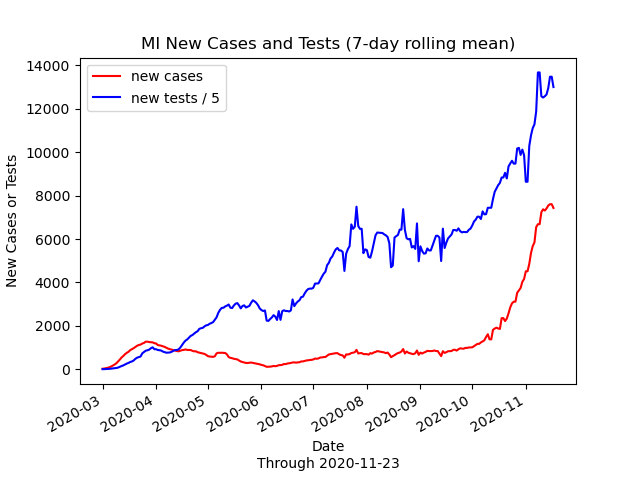 MI New Cases and Tests (7-day rolling mean)
new cases
new tests / 5
14000
12000
10000
8000
6000
4000
2000
0
New Cases or Tests
2020-03
2020-04
2020-05
2020-06
2020-07
2020-08
2020-09
2020-10
2020-11
Date
Through 2020-11-23